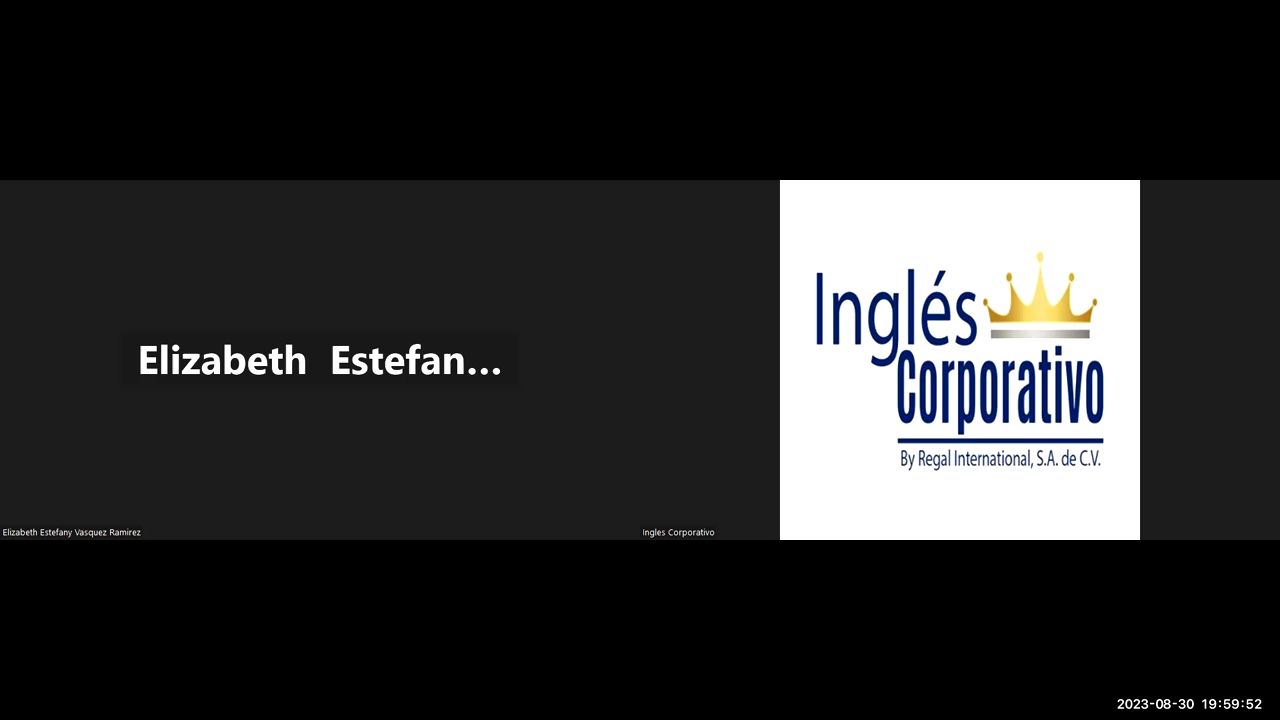 Elizabeth Estefan...
Elizabeth Estefany Vasquez Ramirez
Inglés
Corporativo
By Regal International, S.A. de C.V.
Ingles Corporativo
2023-08-30 19:59:52